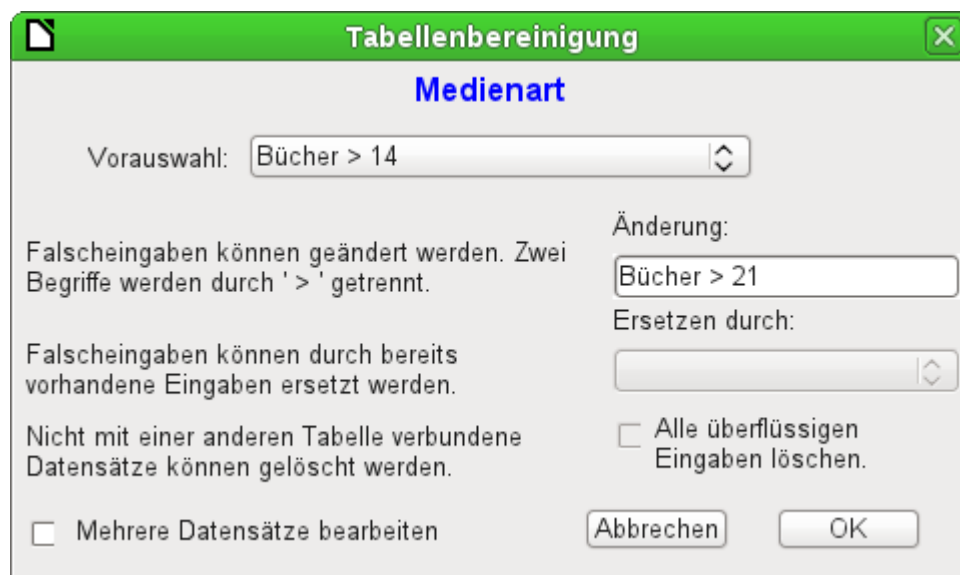 Tabellenbereinigung
Medienart
Vorauswahl:
Bücher > 14
Falscheingaben können geändert werden. Zwei
Begriffe werden durch ' > ' getrennt.
Änderung:
Bücher > 21
Falscheingaben können durch bereits
vorhandene Eingaben ersetzt werden.
Ersetzen durch:
Nicht mit einer anderen Tabelle verbundene
Datensätze können gelöscht werden.
Alle überflüssigen
Eingaben löschen.
Mehrere Datensätze bearbeiten
Abbrechen
OK